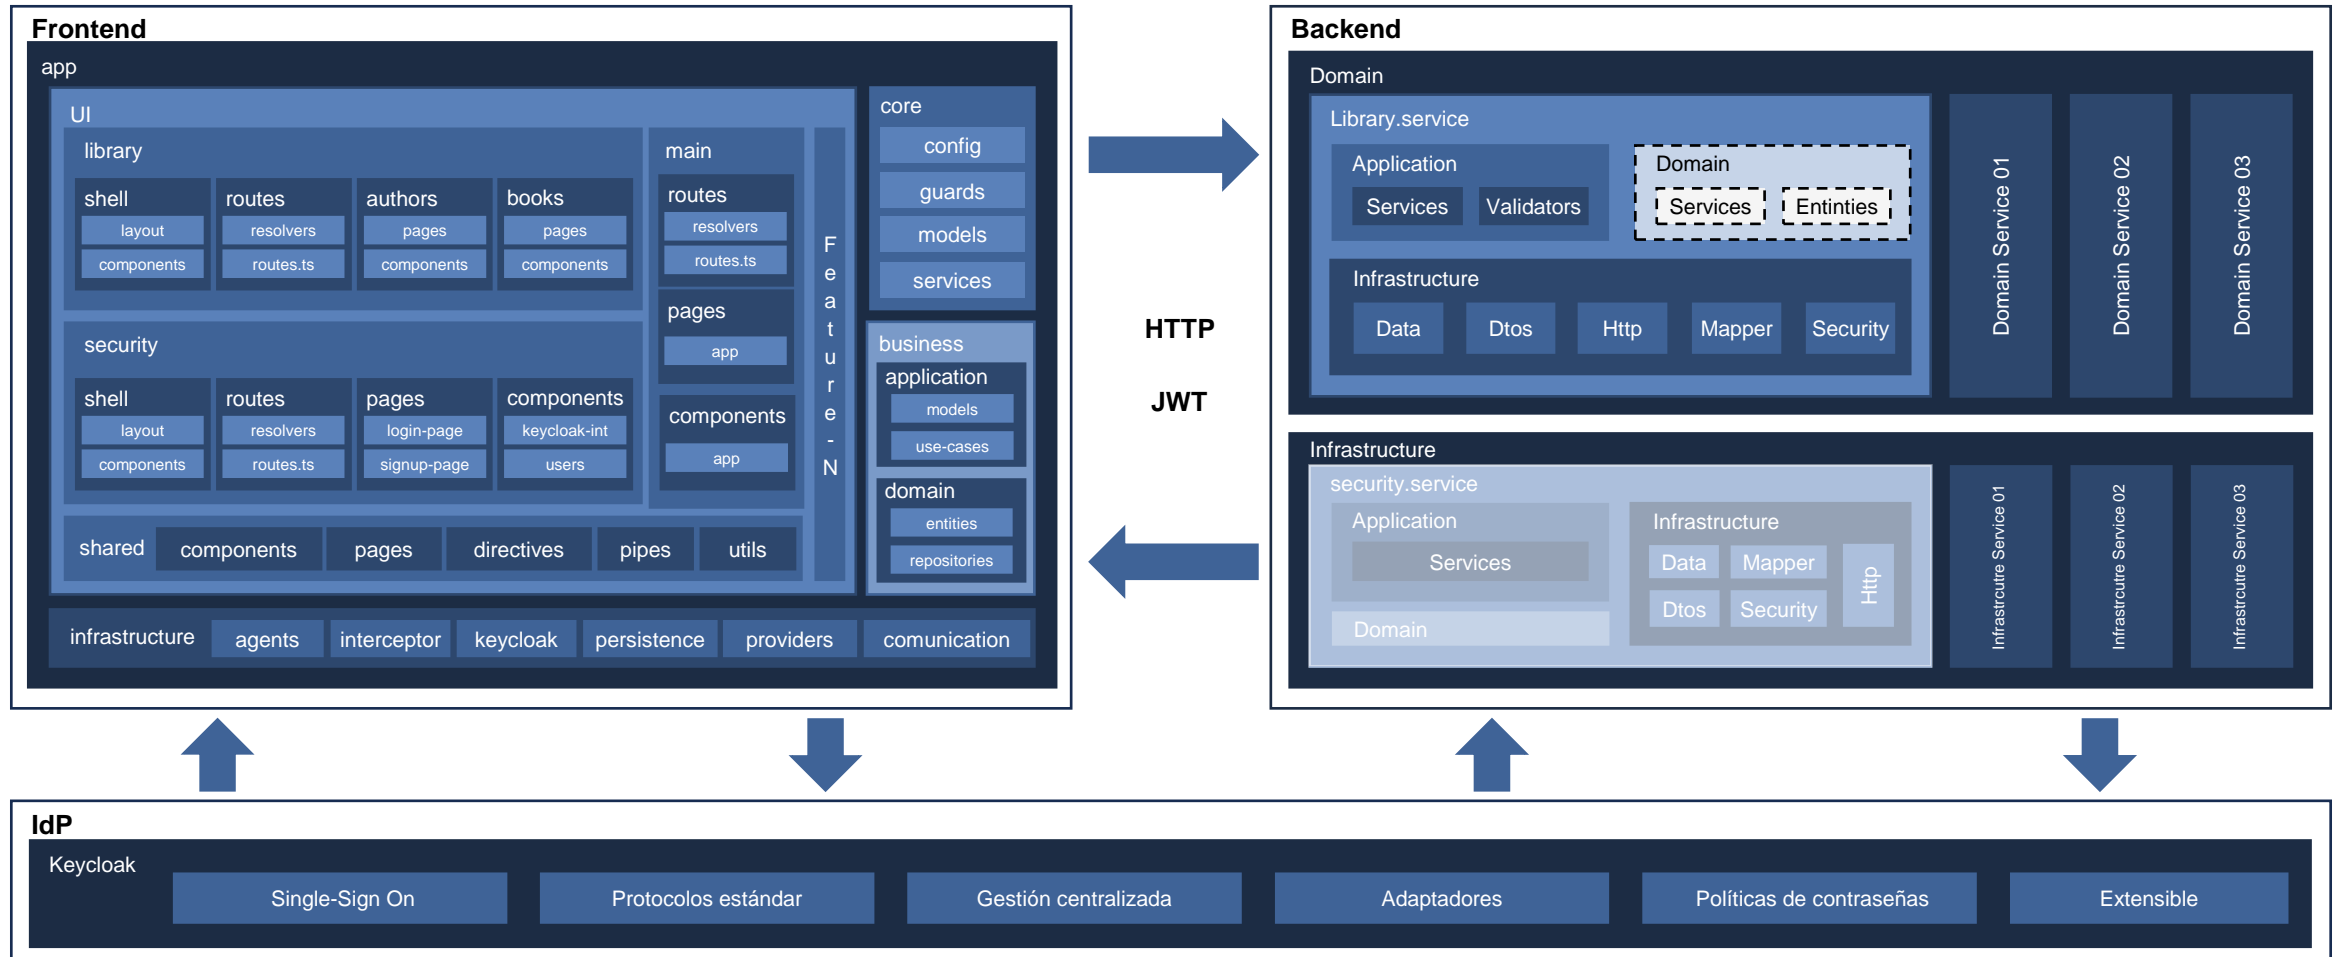 Frontend
app
UI
library
shell
layout
components
routes
resolvers
routes.ts
authors
pages
components
books
pages
components
security
shell
layout
components
routes
resolvers
routes.ts
pages
login-page
signup-page
components
keycloak-int
users
main
routes
resolvers
routes.ts
pages
app
components
app
Feature-N
shared
components
pages
directives
pipes
utils
core
config
guards
models
services
business
application
models
use-cases
domain
entities
repositories
infrastructure
agents
interceptor
keycloak
persistence
providers
comunication
HTTP
JWT
Backend
Domain
Library.service
Application
Services
Validators
Domain
Services
Entinties
Infrastructure
Data
Dtos
Http
Mapper
Security
Domain Service 01
Domain Service 02
Domain Service 03
Infrastructure
security.service
Application
Services
Domain
Infrastructure
Data
Mapper
Dtos
Security
Http
Infrastrcutre Service 01
Infrastrcutre Service 02
Infrastrcutre Service 03
IdP
Keycloak
Single-Sign On
Protocolos estándar
Gestión centralizada
Adaptadores
Políticas de contraseñas
Extensible